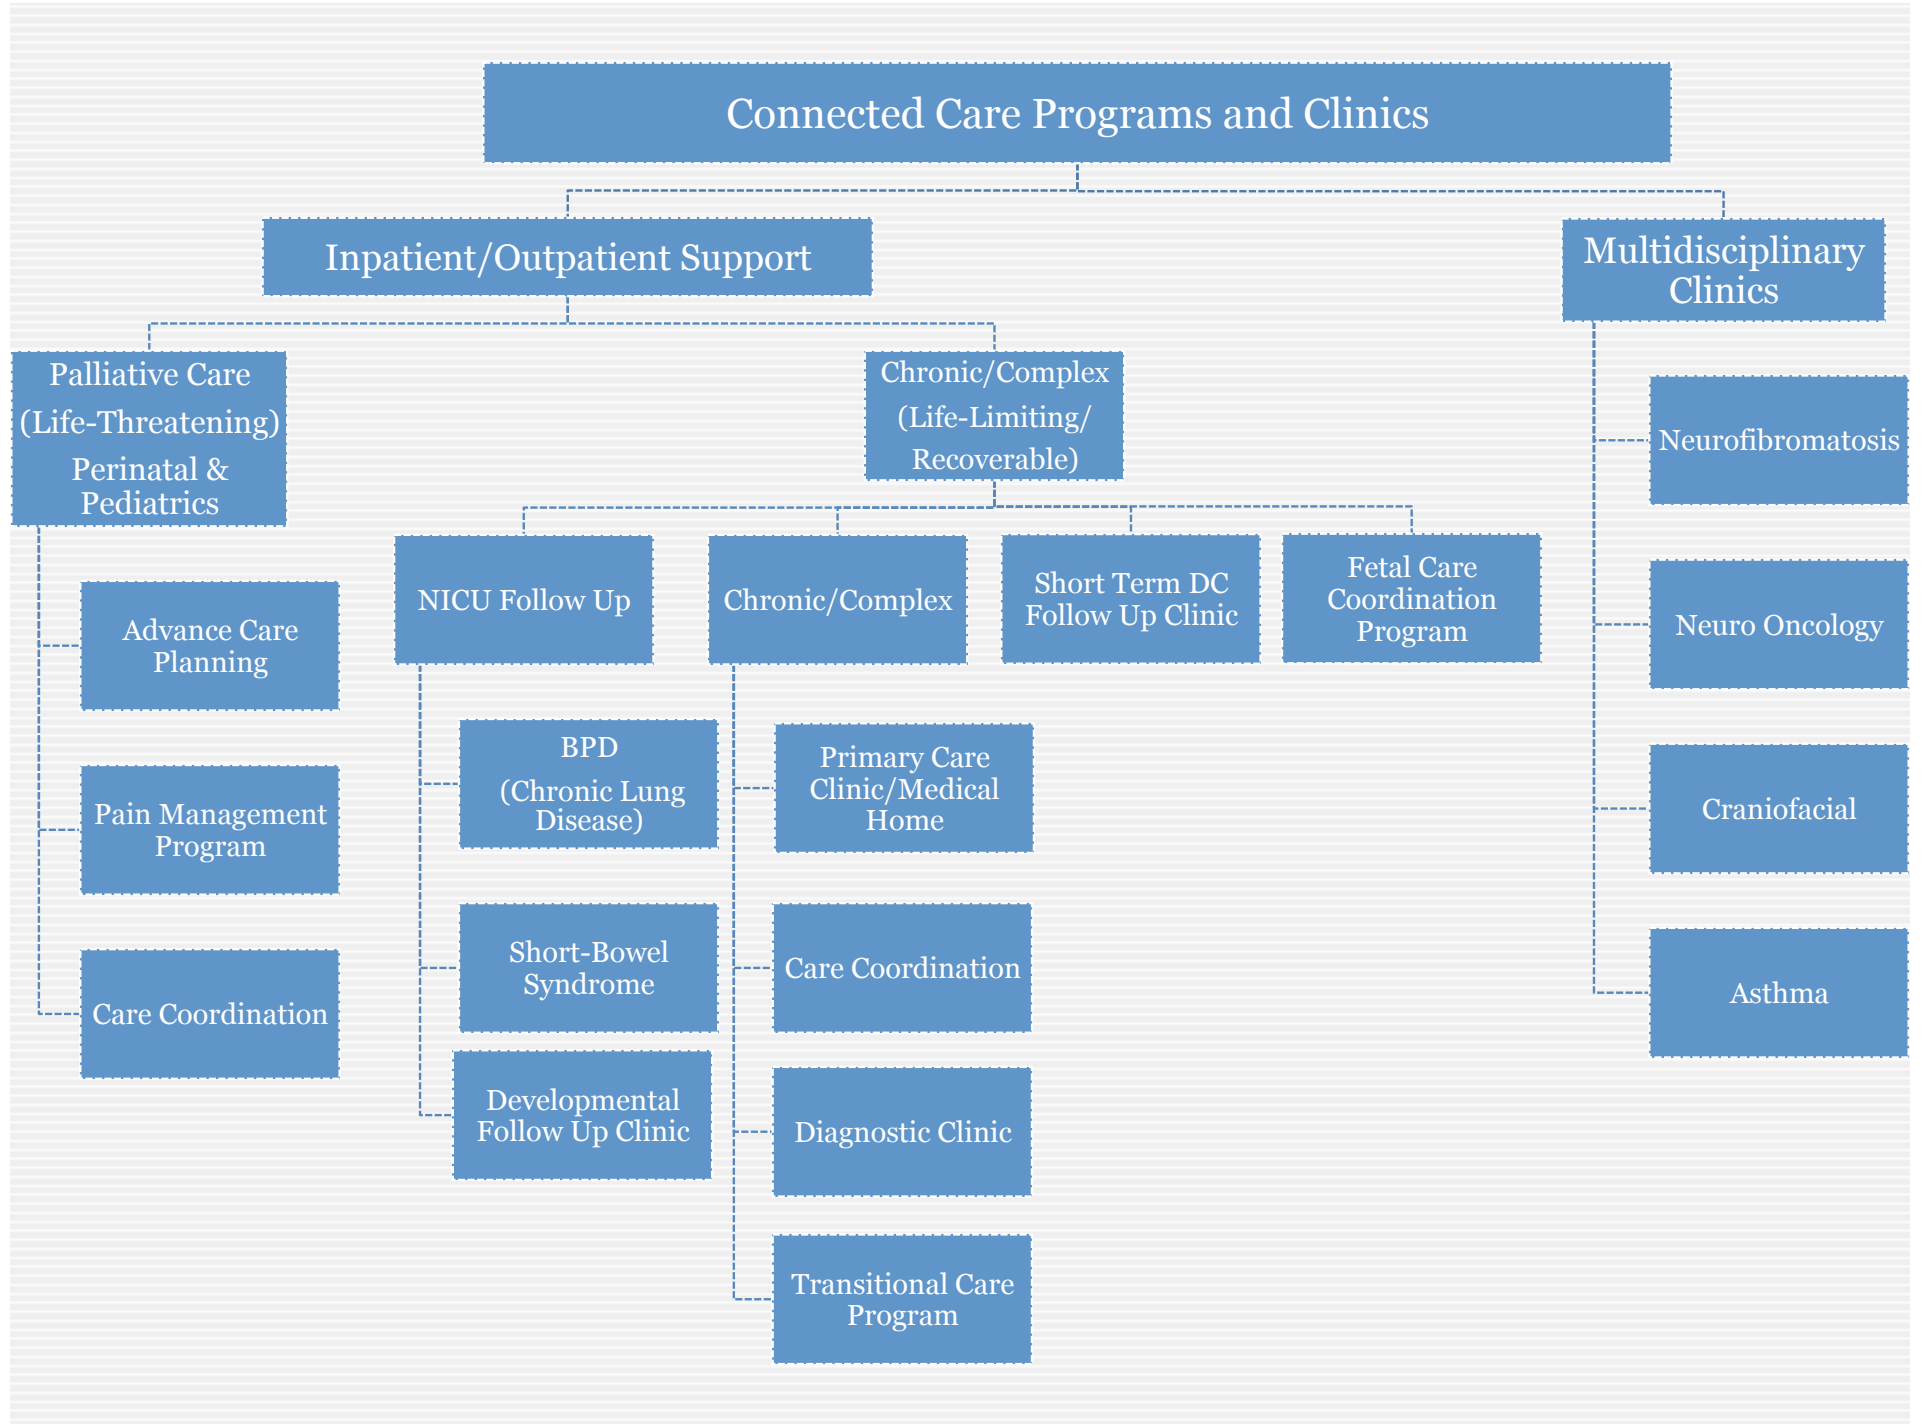 Connected Care Programs and Clinics
Inpatient/Outpatient Support
Multidisciplinary
Clinics
Palliative Care
(Life-Threatening)
Perinatal &
Pediatrics
Chronic/Complex
(Life-Limiting/
Recoverable)
Advance Care
Planning
Pain Management
Program
Care Coordination
NICU Follow Up
BPD
(Chronic Lung
Disease)
Short-Bowel
Syndrome
Developmental
Follow Up Clinic
Chronic/Complex
Primary Care
Clinic/Medical
Home
Care Coordination
Diagnostic Clinic
Transitional Care
Program
Short Term DC
Follow Up Clinic
Fetal Care
Coordination
Program
Neurofibromatosis
Neuro Oncology
Craniofacial
Asthma